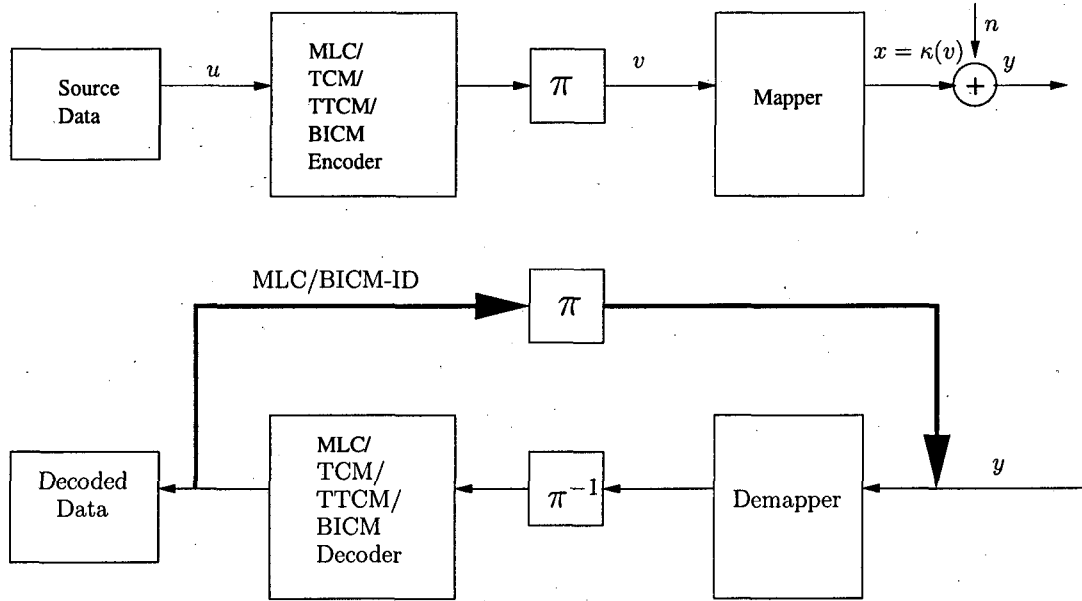 Source
Data
u
MLC/
TCM/
TTCM/
BICM
Encoder
π
v
Mapper
x = κ(v)
n
+
y
MLC/BICM-ID
π
Decoded
Data
MLC/
TCM/
TTCM/
BICM
Decoder
π⁻¹
Demapper
y